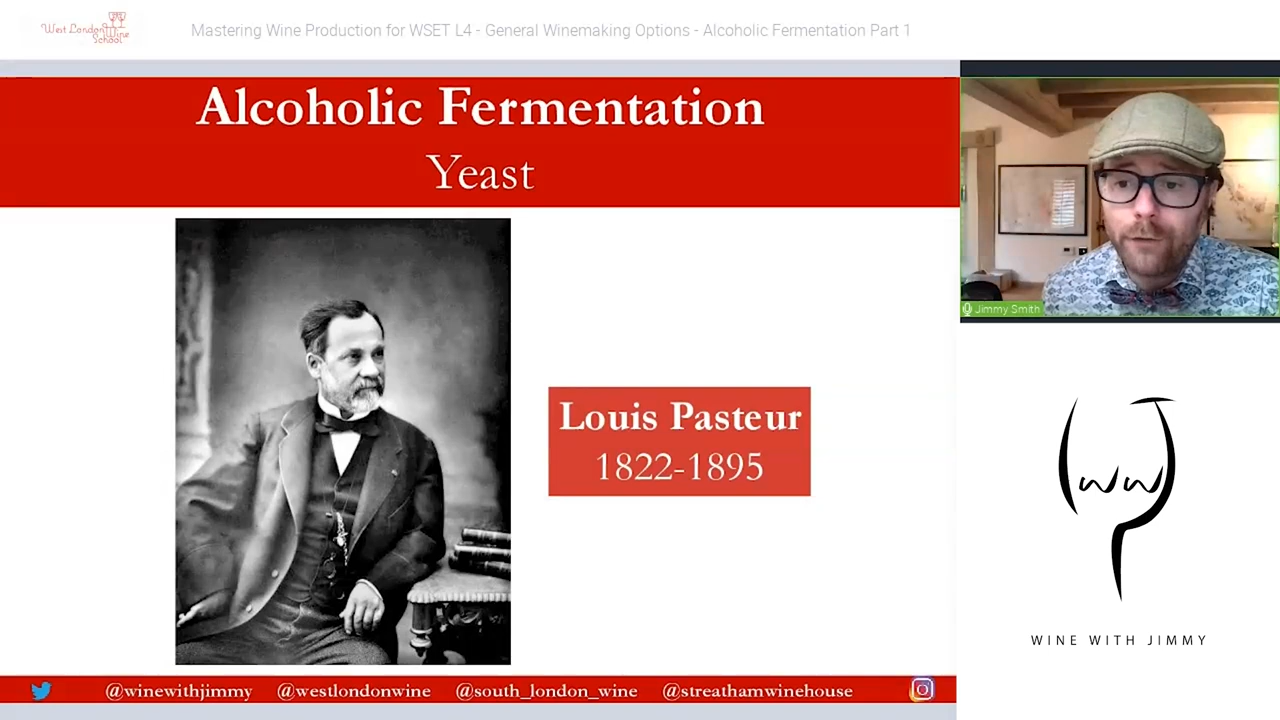 West London Wine
School
Mastering Wine Production for WSET L4 - General Winemaking Options - Alcoholic Fermentation Part 1
Alcoholic Fermentation
Yeast
Louis Pasteur
1822-1895
Jimmy Smith
WW
WINE WITH JIMMY
@winewithjimmy @westlondonwine @south_london_wine @streathamwinehouse